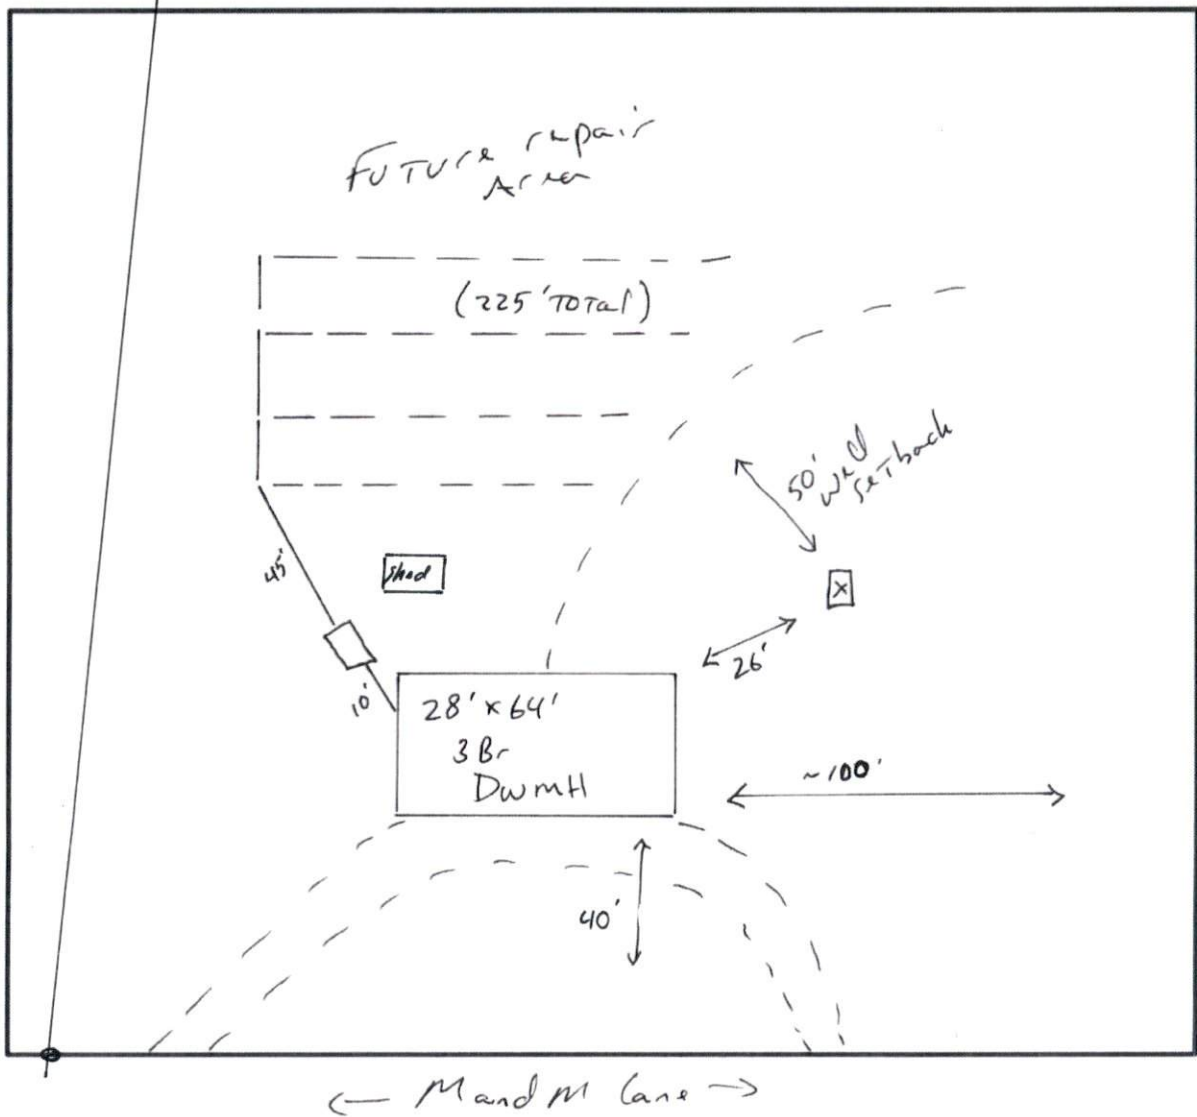 Future repair
Area
(225' Total)
50'
well
setback
45'
Shed
X
26'
10'
28' x 64'
3 Br
DwmH
~100'
40'
<— M and M Lane —>